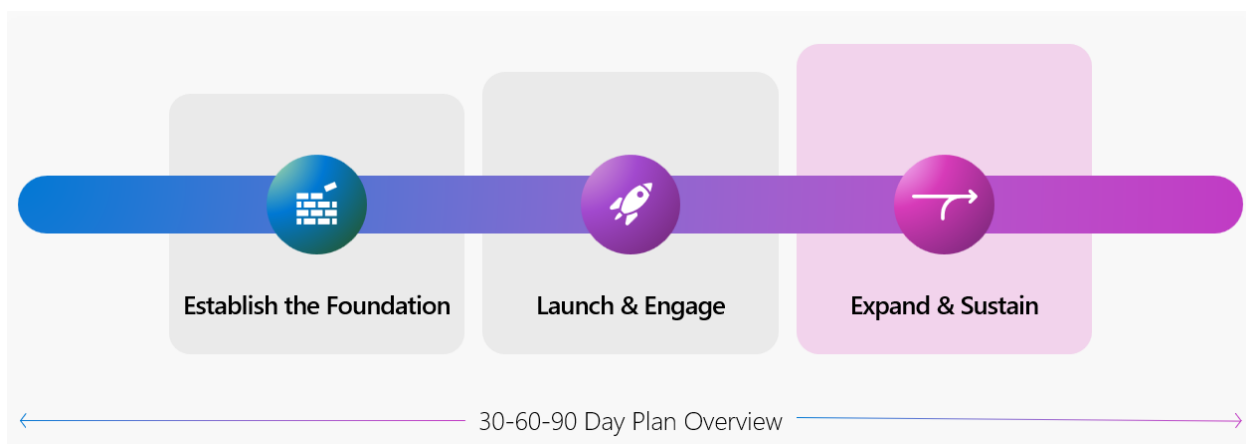 Establish the Foundation
Launch & Engage
Expand & Sustain
30-60-90 Day Plan Overview